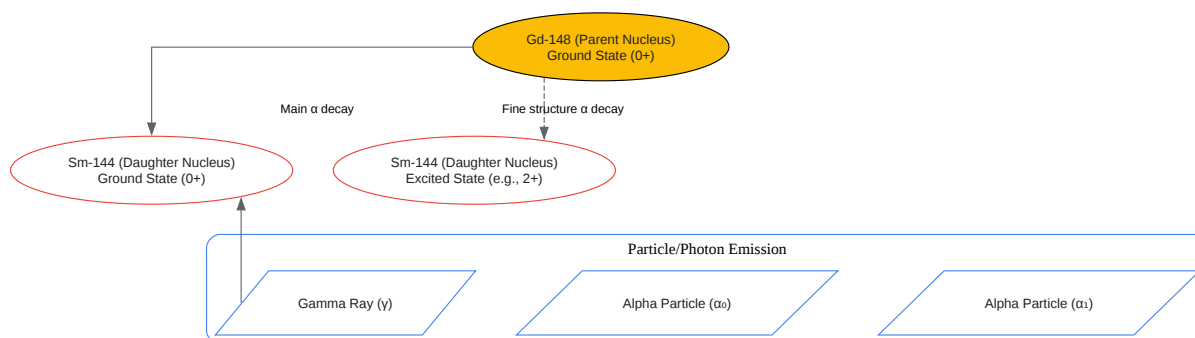 Gd-148 (Parent Nucleus)
Ground State (0+)
Main α decay
Fine structure α decay
Sm-144 (Daughter Nucleus)
Ground State (0+)
Sm-144 (Daughter Nucleus)
Excited State (e.g., 2+)
Particle/Photon Emission
Gamma Ray (γ)
Alpha Particle (α₀)
Alpha Particle (α₁)